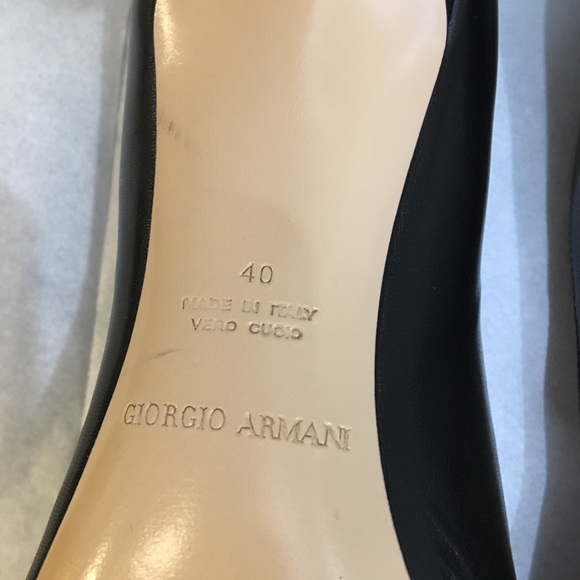 40
MADE IN ITALY
VERO CUOIO
GIORGIO ARMANI